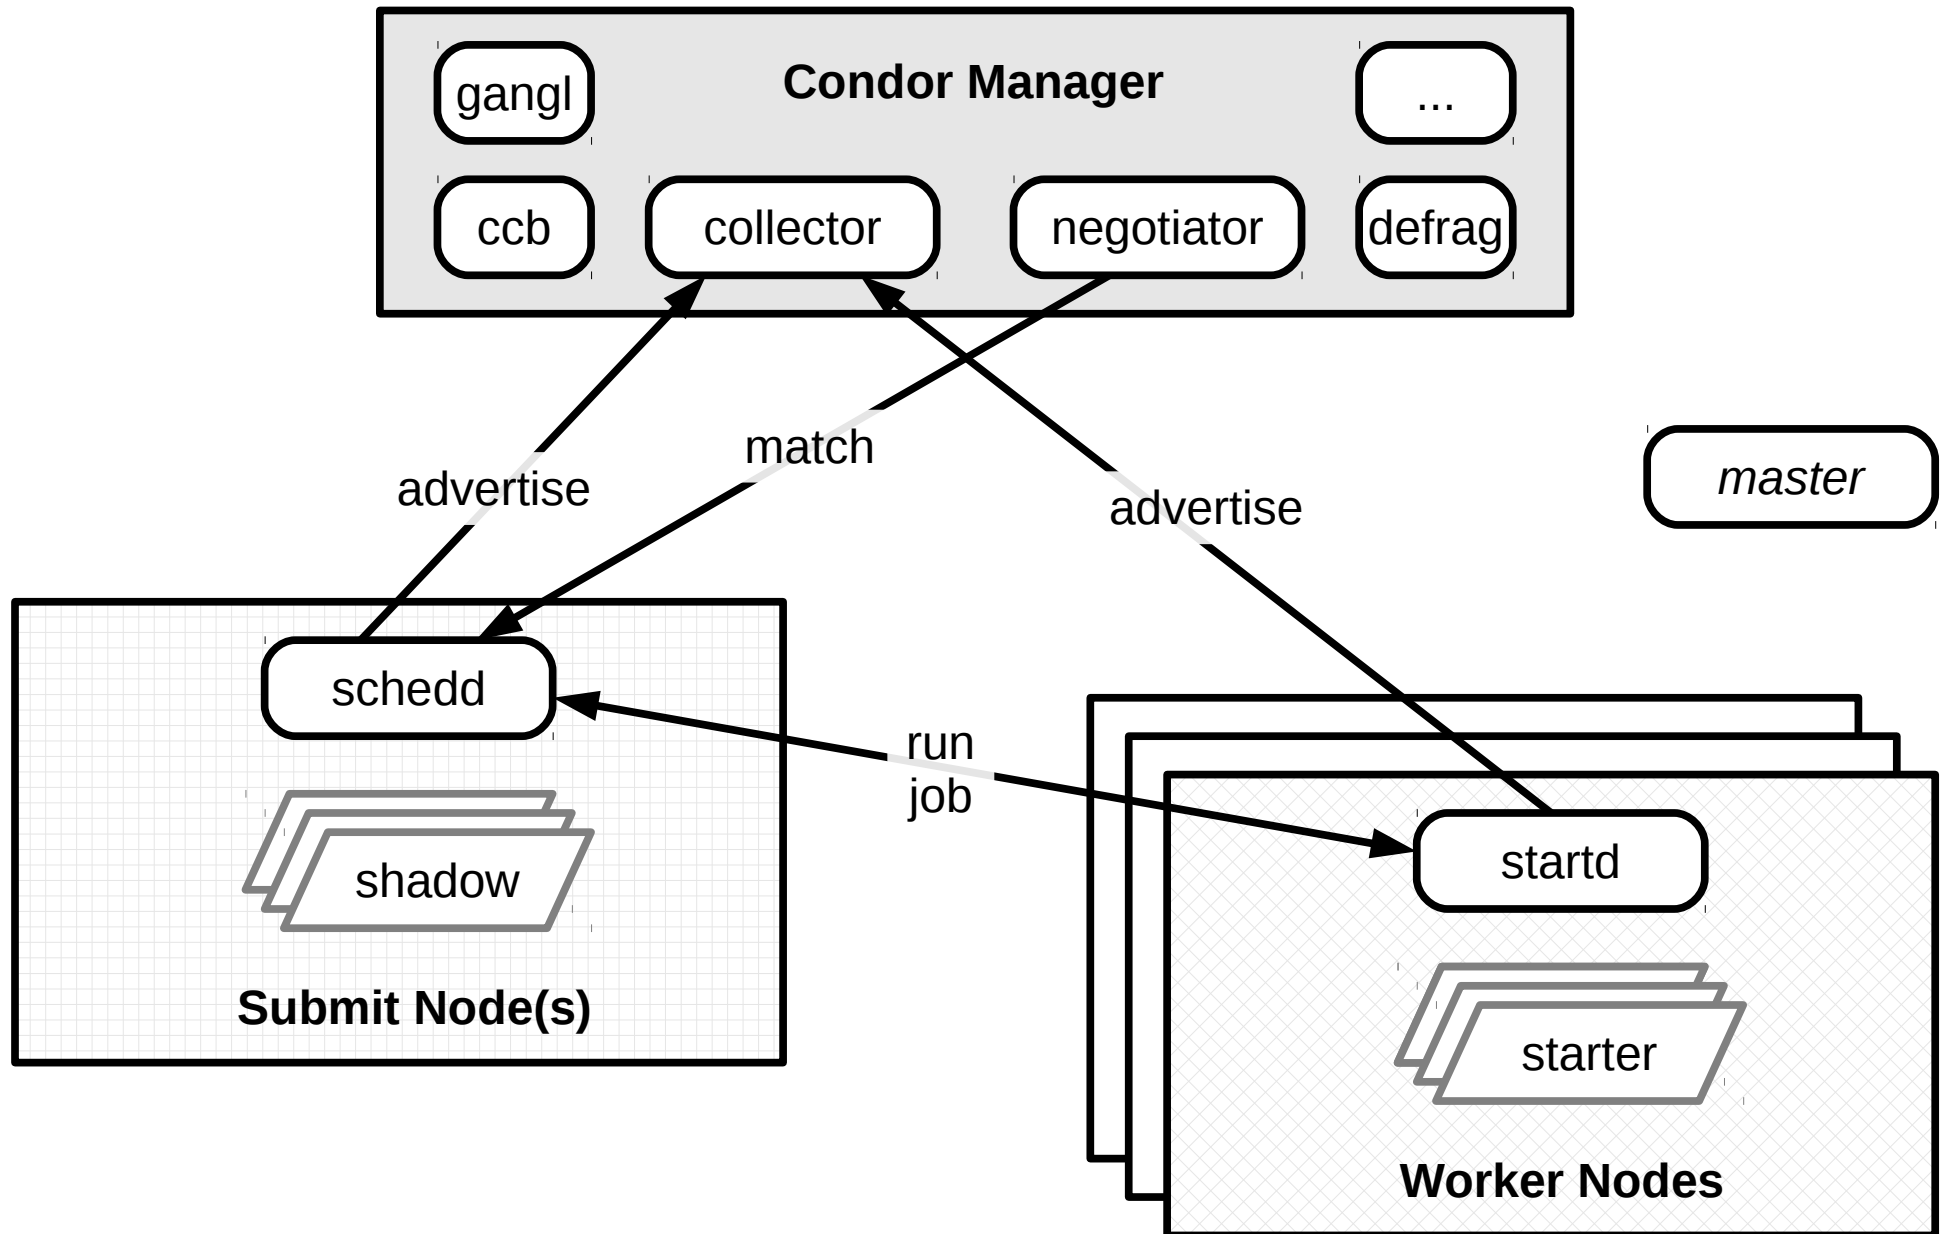 gangl
Condor Manager
...
ccb
collector
negotiator
defrag
match
advertise
advertise
master
schedd
run
job
shadow
startd
Submit Node(s)
starter
Worker Nodes